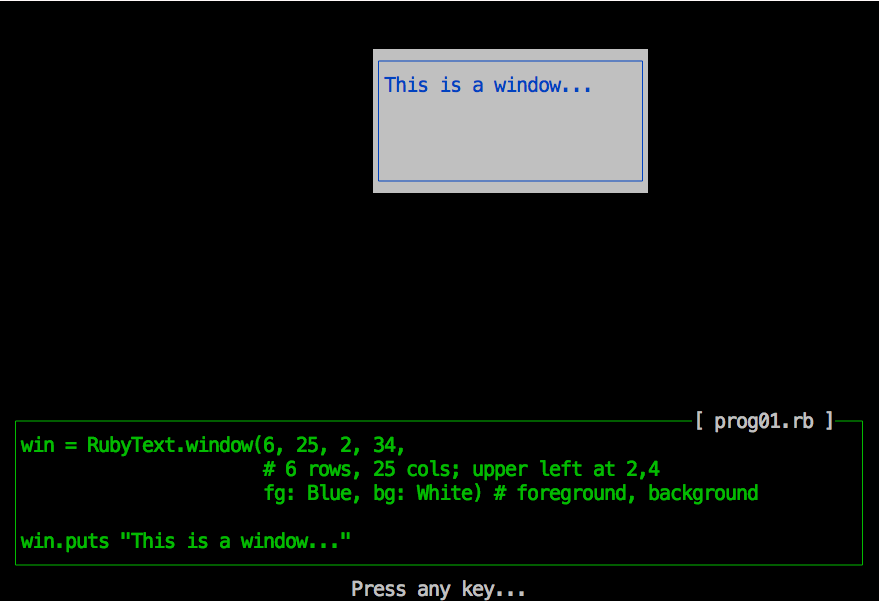 This is a window...
[ prog01.rb ]
win = RubyText.window(6, 25, 2, 34,
# 6 rows, 25 cols; upper left at 2,4
fg: Blue, bg: White) # foreground, background
win.puts "This is a window..."
Press any key...